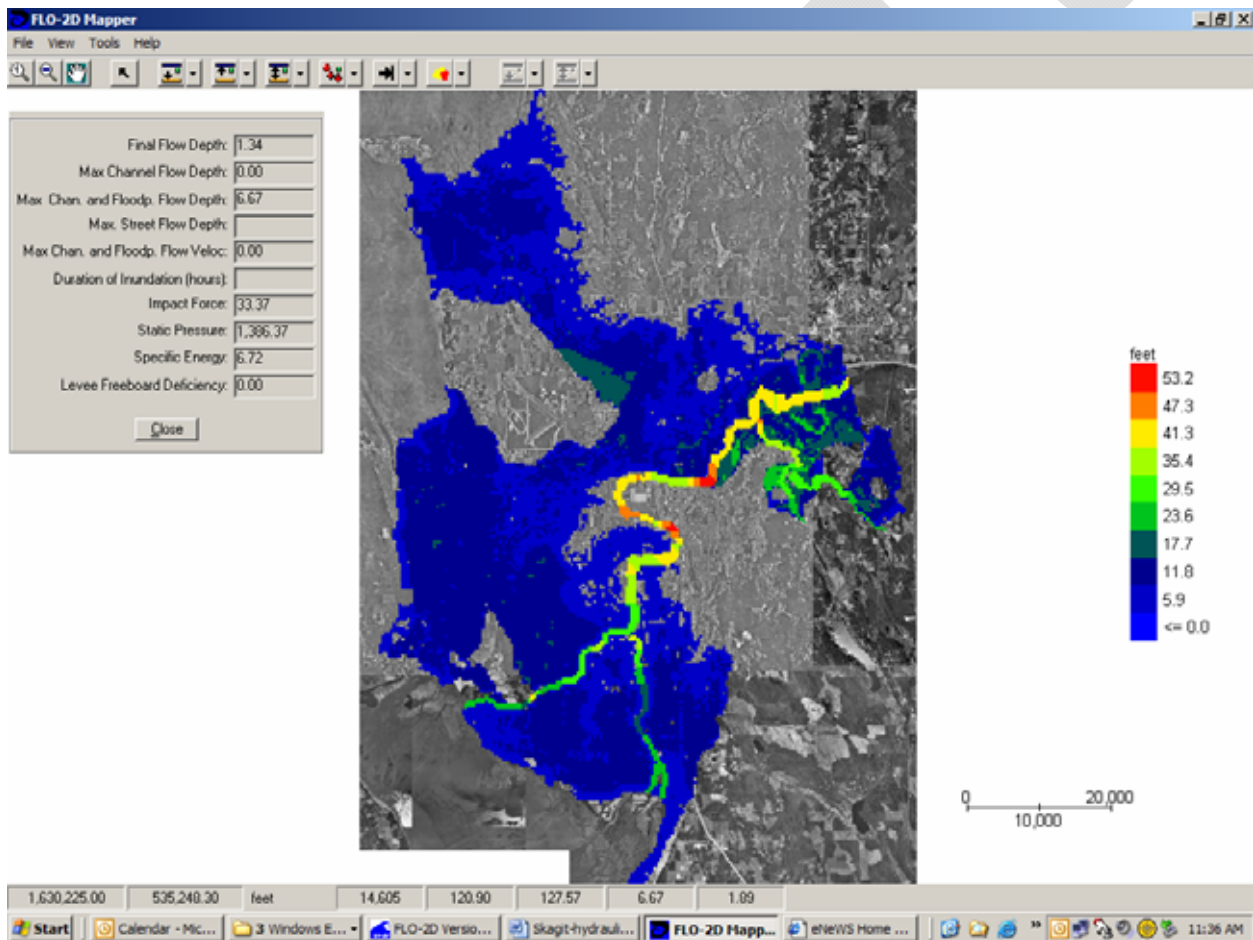 FLO-2D Mapper
File View Tools Help
Final Flow Depth: 1.34
Max Channel Flow Depth: 0.00
Max Chan. and Floodp. Flow Depth: 6.67
Max. Street Flow Depth:
Max Chan. and Floodp. Flow Veloc: 0.00
Duration of Inundation (hours):
Impact Force: 33.37
Static Pressure: 1,386.37
Specific Energy: 6.72
Levee Freeboard Deficiency: 0.00
Close
feet
53.2
47.3
41.3
35.4
29.5
23.6
17.7
11.8
5.9
<= 0.0
0 20,000
10,000
1,630,225.00 535,248.30 feet 14,605 120.90 127.57 6.67 1.89
Start Calendar - Mic... 3 Windows E... FLO-2D Versio... Skagit-hydrauli... FLO-2D Mapp... eNeWS Home ... 11:36 AM